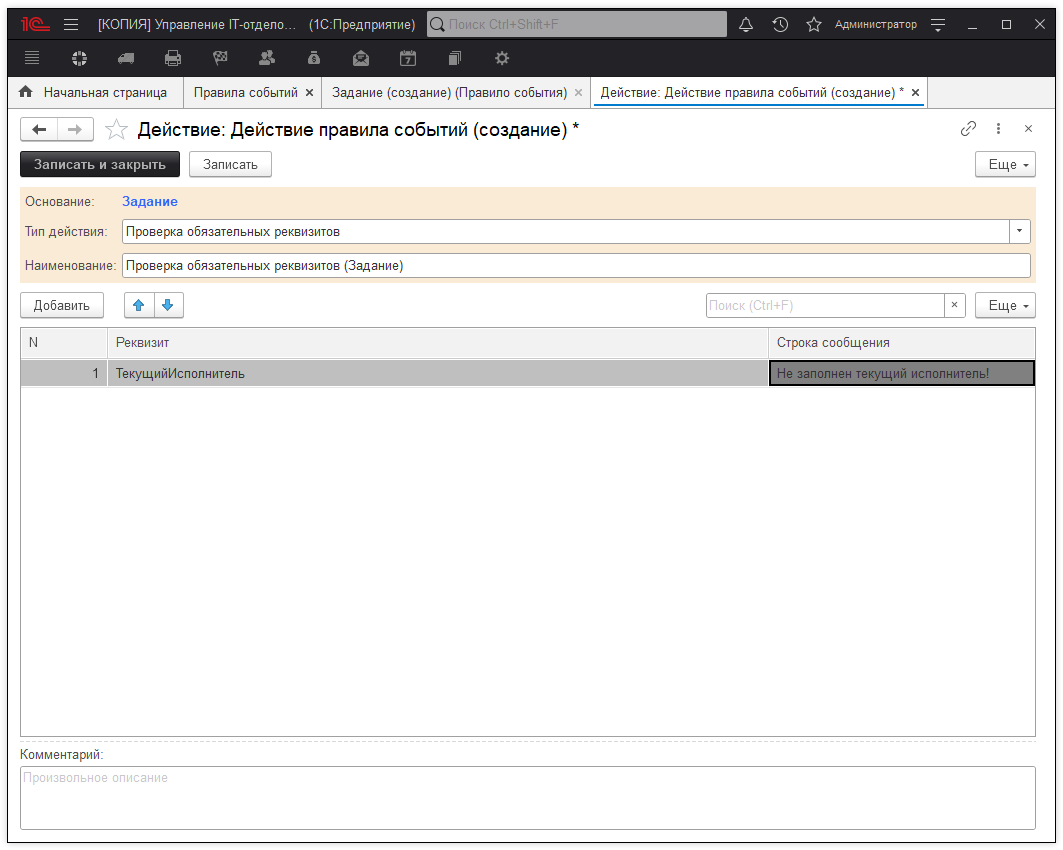 1С [КОПИЯ] Управление IT-отдело... (1С:Предприятие) Поиск Ctrl+Shift+F Администратор
7
Начальная страница Правила событий × Задание (создание) (Правило события) × Действие: Действие правила событий (создание) * ×
Действие: Действие правила событий (создание) *
Записать и закрыть Записать Еще
Основание: Задание
Тип действия: Проверка обязательных реквизитов
Наименование: Проверка обязательных реквизитов (Задание)
Добавить Поиск (Ctrl+F) × Еще
N Реквизит Строка сообщения
1 ТекущийИсполнитель Не заполнен текущий исполнитель!
Комментарий:
Произвольное описание